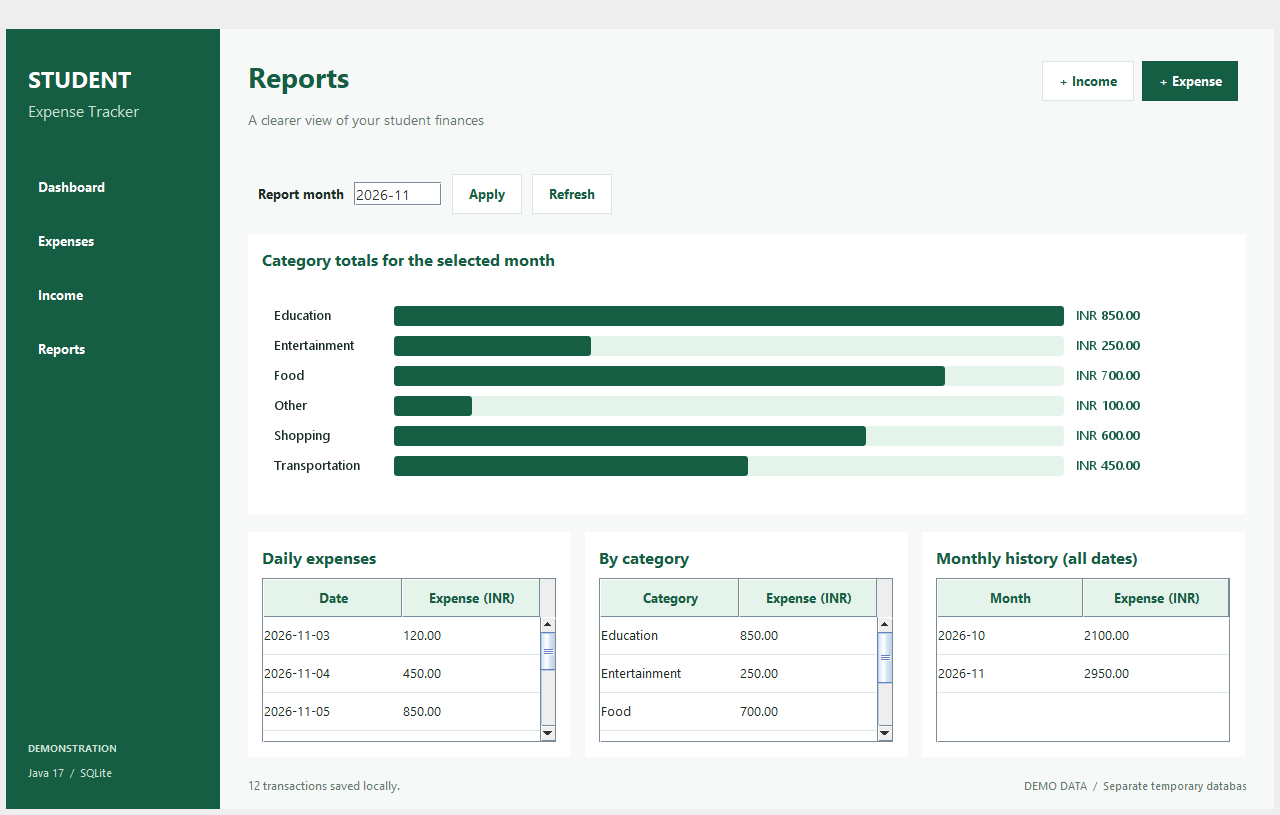 STUDENT
Expense Tracker
Dashboard
Expenses
Income
Reports
DEMONSTRATION
Java 17 / SQLite
Reports
+ Income
+ Expense
A clearer view of your student finances
Report month 2026-11 Apply Refresh
Category totals for the selected month
Education INR 850.00
Entertainment INR 250.00
Food INR 700.00
Other INR 100.00
Shopping INR 600.00
Transportation INR 450.00
Daily expenses
Date Expense (INR)
2026-11-03 120.00
2026-11-04 450.00
2026-11-05 850.00
By category
Category Expense (INR)
Education 850.00
Entertainment 250.00
Food 700.00
Monthly history (all dates)
Month Expense (INR)
2026-10 2100.00
2026-11 2950.00
12 transactions saved locally.
DEMO DATA / Separate temporary databas